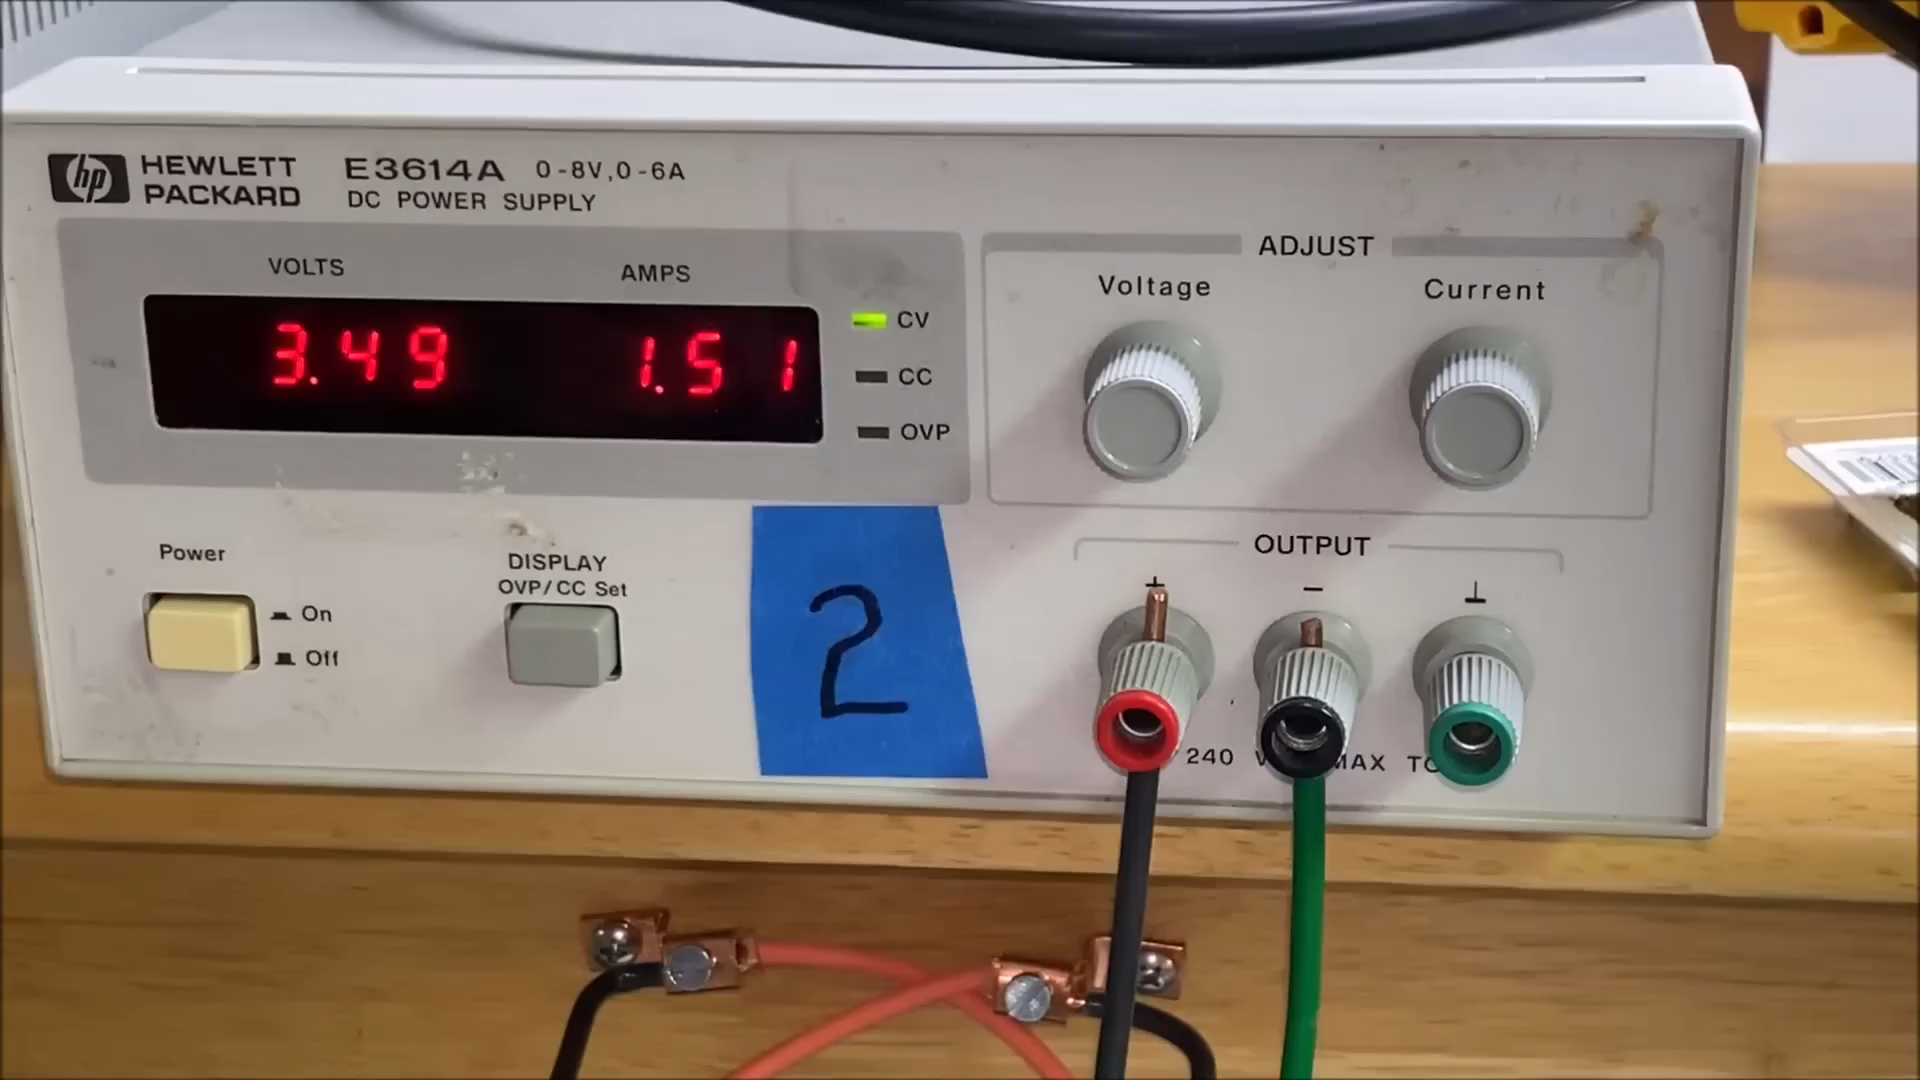 hp HEWLETT PACKARD
E3614A 0-8V,0-6A
DC POWER SUPPLY
VOLTS AMPS
3.49 1.51
CV
CC
OVP
ADJUST
Voltage Current
Power
On
Off
DISPLAY
OVP/CC Set
2
OUTPUT
+ - ⊥
240 MAX